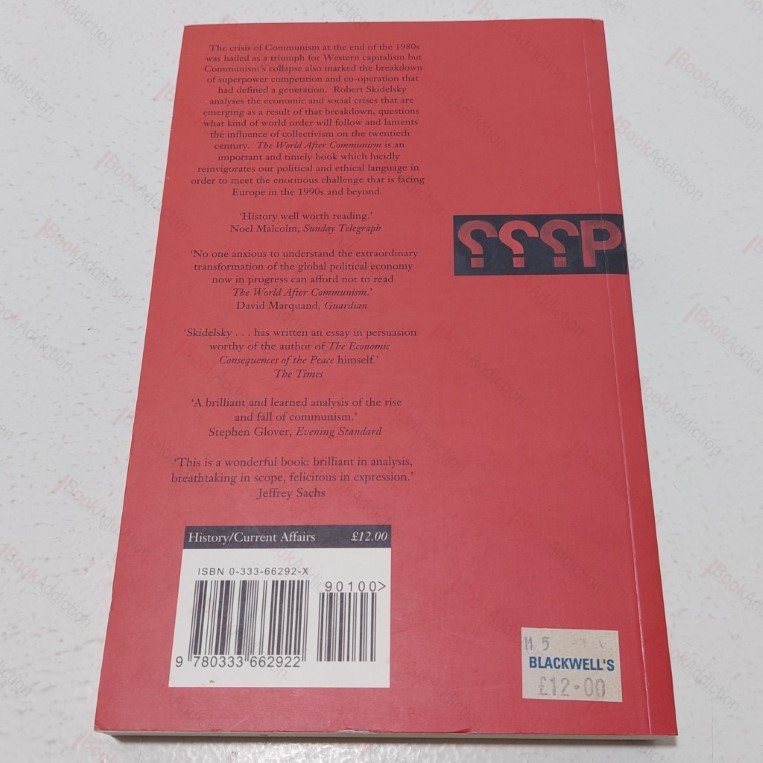 The crisis of Communism at the end of the 1980s
was hailed as a triumph for Western capitalism but
Communism's collapse also marked the breakdown
of superpower competition and co-operation that
had defined a generation. Robert Skidelsky
analyses the economic and social crises that are
emerging as a result of that breakdown, questions
what kind of world order will follow and laments
the influence of collectivism on the twentieth
century. The World After Communism is an
important and timely book which lucidly
reinvigorates our political and ethical language in
order to meet the enormous challenge that is facing
Europe in the 1990s and beyond.
'History well worth reading.'
Noel Malcolm, Sunday Telegraph
'No one anxious to understand the extraordinary
transformation of the global political economy
now in progress can afford not to read
The World After Communism.'
David Marquand, Guardian
'Skidelsky . . . has written an essay in persuasion
worthy of the author of The Economic
Consequences of the Peace himself.'
The Times
'A brilliant and learned analysis of the rise
and fall of communism.'
Stephen Glover, Evening Standard
'This is a wonderful book: brilliant in analysis,
breathtaking in scope, felicitous in expression.'
Jeffrey Sachs
???P
History/Current Affairs £12.00
ISBN 0-333-66292-X
90100>
9 780333 662922
M 5
BLACKWELL'S
£12·00
BookAddiction